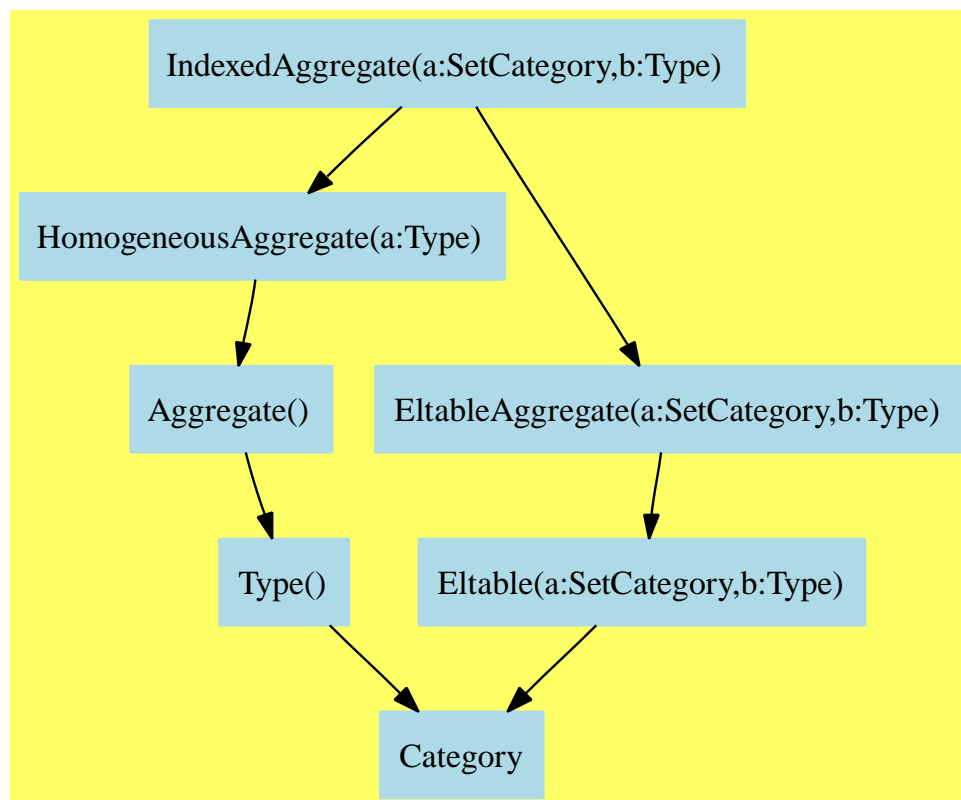 IndexedAggregate(a:SetCategory,b:Type)
HomogeneousAggregate(a:Type)
Aggregate()
EltableAggregate(a:SetCategory,b:Type)
Type()
Eltable(a:SetCategory,b:Type)
Category